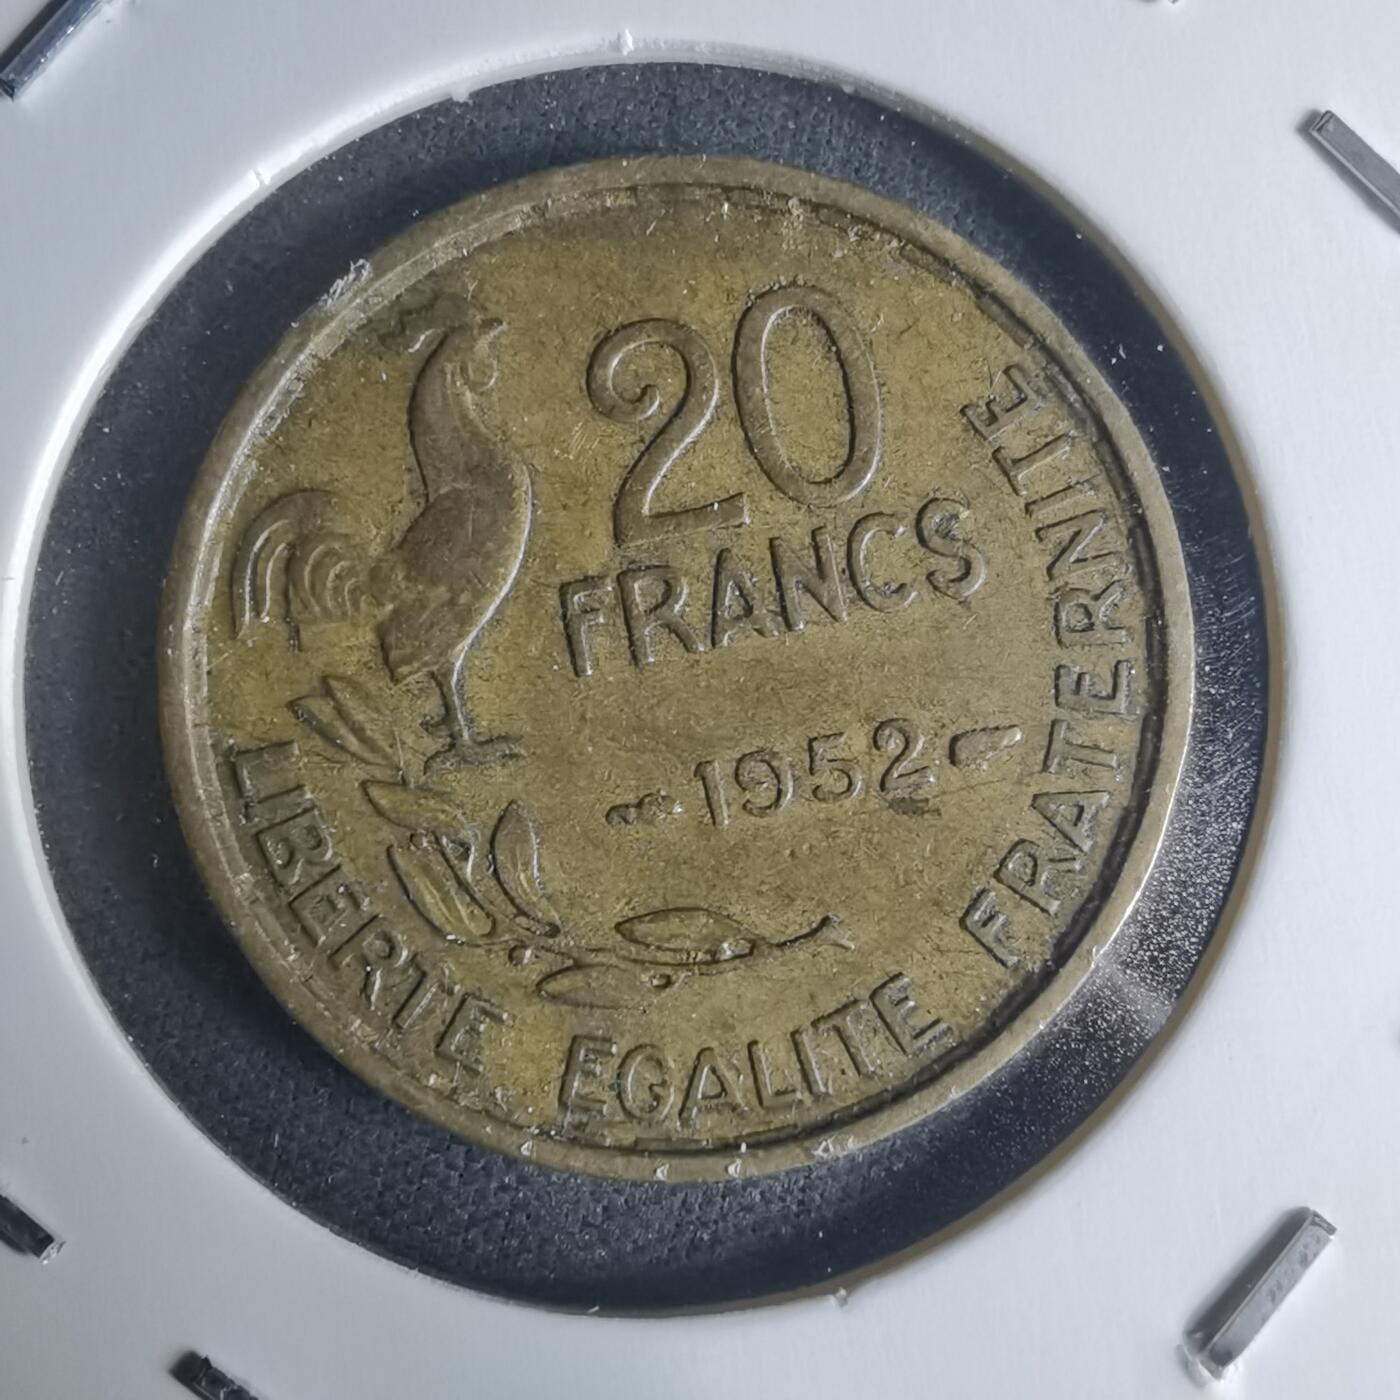 20
FRANCS
1952
LIBERTE EGALITE FRATERNITE